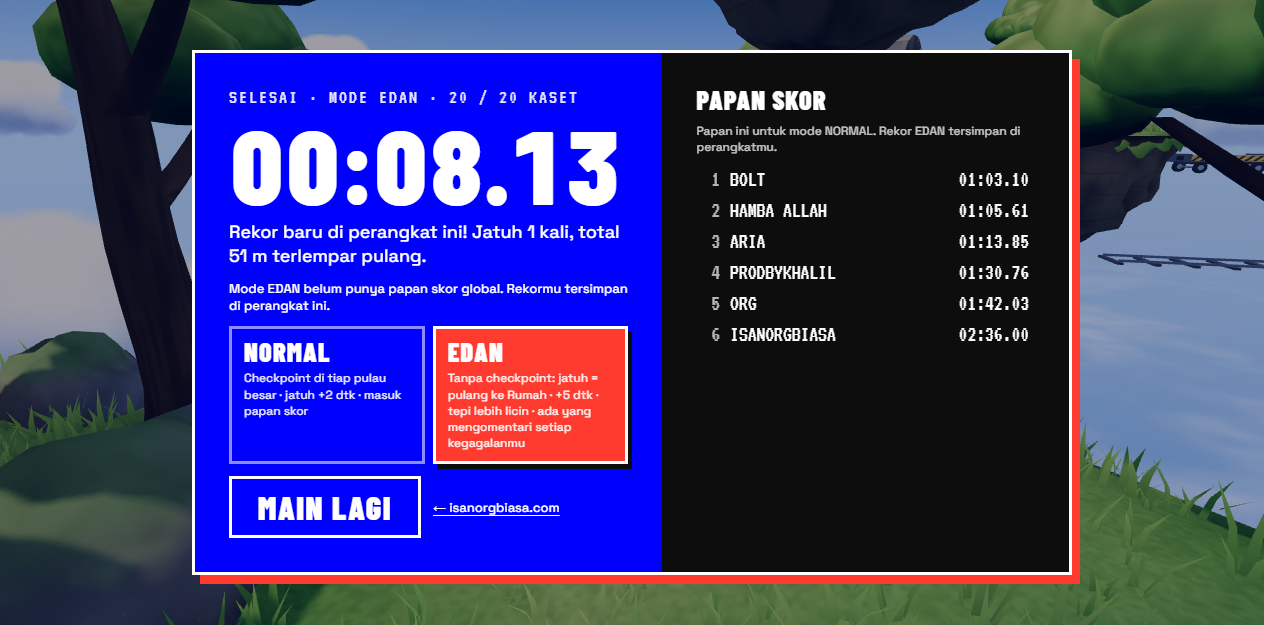 SELESAI · MODE EDAN · 20 / 20 KASET
00:08.13
Rekor baru di perangkat ini! Jatuh 1 kali, total
51 m terlempar pulang.
Mode EDAN belum punya papan skor global. Rekormu tersimpan
di perangkat ini.
NORMAL
Checkpoint di tiap pulau
besar · jatuh +2 dtk · masuk
papan skor
EDAN
Tanpa checkpoint: jatuh =
pulang ke Rumah · +5 dtk ·
tepi lebih licin · ada yang
mengomentari setiap
kegagalanmu
MAIN LAGI
← isanorgbiasa.com
PAPAN SKOR
Papan ini untuk mode NORMAL. Rekor EDAN tersimpan di
perangkatmu.
1 BOLT 01:03.10
2 HAMBA ALLAH 01:05.61
3 ARIA 01:13.85
4 PRODBYKHALIL 01:30.76
5 ORG 01:42.03
6 ISANORGBIASA 02:36.00